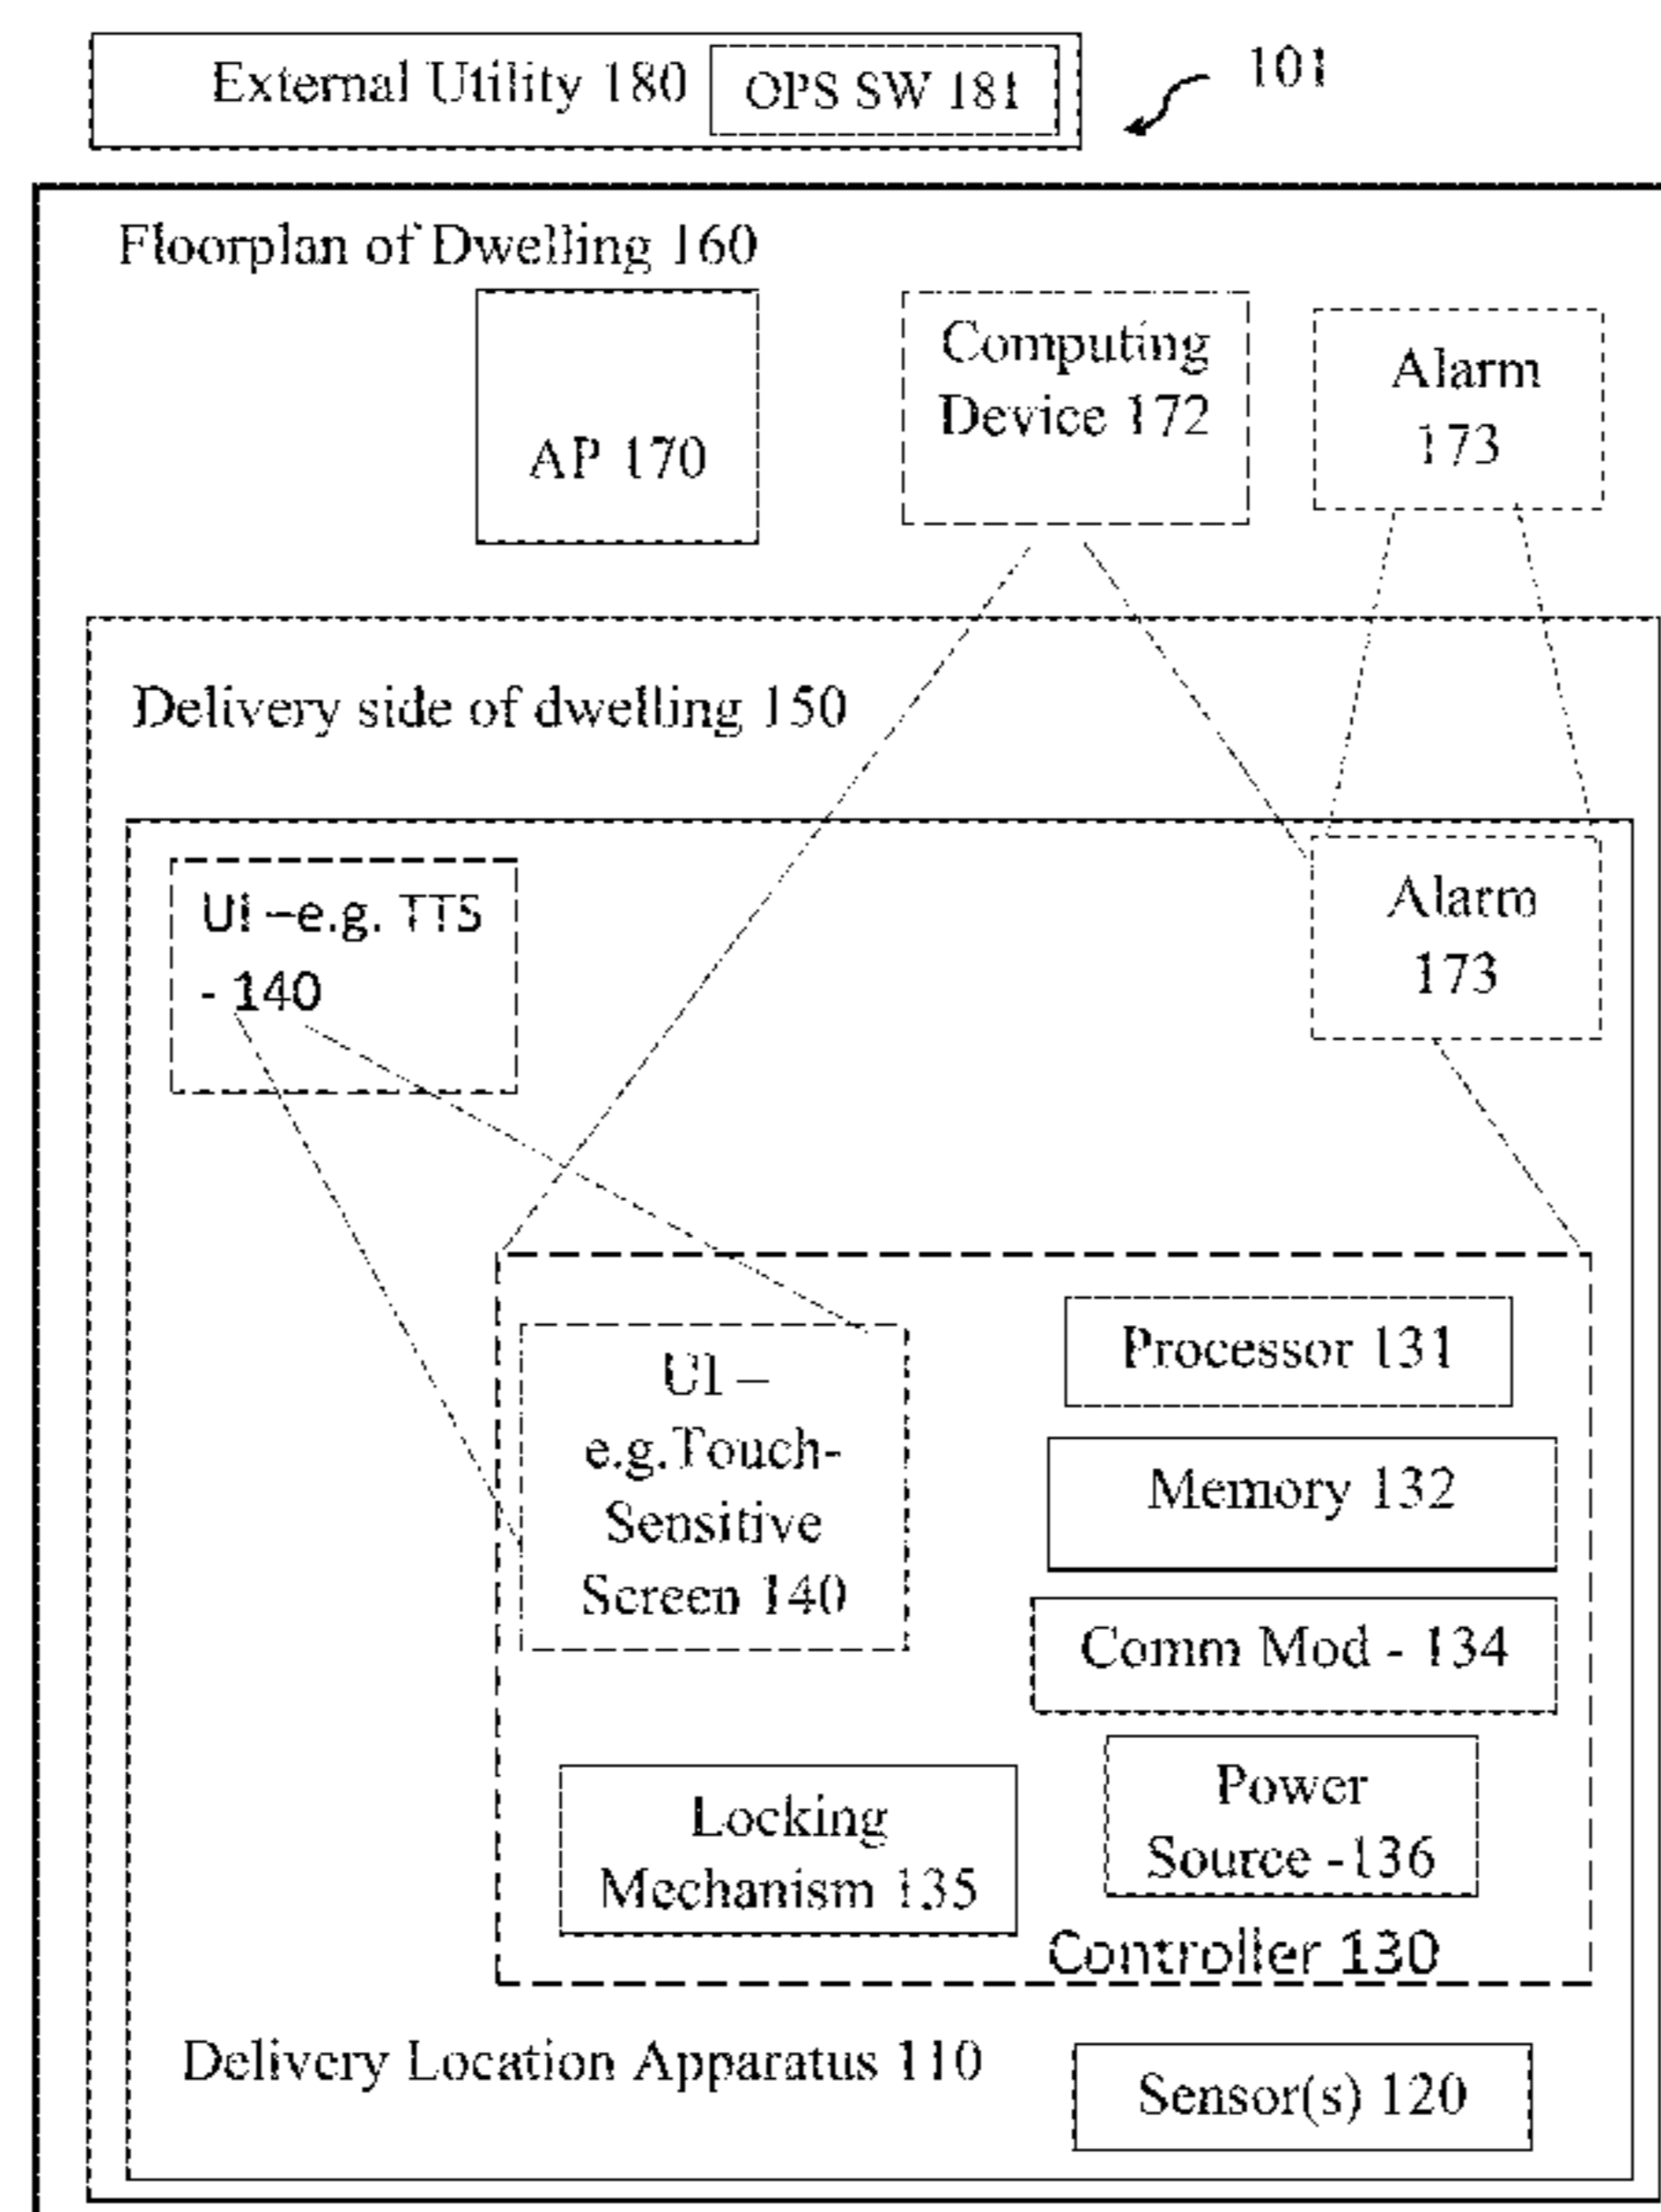 External Utility 180
OPS SW 181
101
Floorplan of Dwelling 160
AP 170
Computing
Device 172
Alarm
173
Delivery side of dwelling 150
UI –e.g. TTS
- 140
Alarm
173
UI –
e.g.Touch-
Sensitive
Screen 140
Processor 131
Memory 132
Comm Mod - 134
Locking
Mechanism 135
Power
Source -136
Controller 130
Delivery Location Apparatus 110
Sensor(s) 120